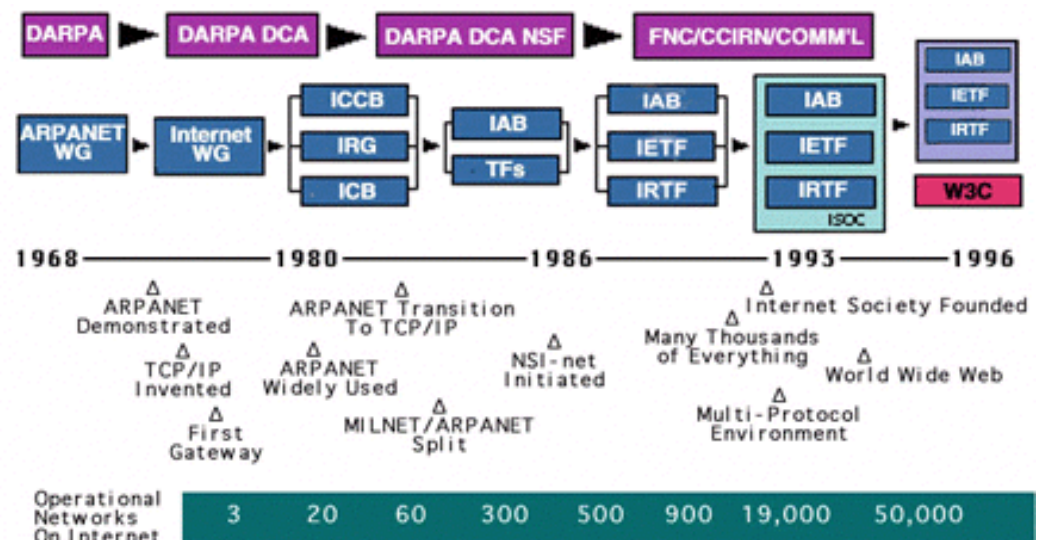 DARPA
DARPA DCA
DARPA DCA NSF
FNC/CCIRN/COMM'L
ARPANET
WG
Internet
WG
ICCB
IRG
ICB
IAB
TFs
IAB
IETF
IRTF
IAB
IETF
IRTF
ISOC
IAB
IETF
IRTF
W3C
1968
1980
1986
1993
1996
ARPANET
Demonstrated
TCP/IP
Invented
First
Gateway
ARPANET Transition
To TCP/IP
ARPANET
Widely Used
MILNET/ARPANET
Split
NSI-net
Initiated
Internet Society Founded
Many Thousands
of Everything
World Wide Web
Multi-Protocol
Environment
Operational
Networks
On Internet
3 20 60 300 500 900 19,000 50,000